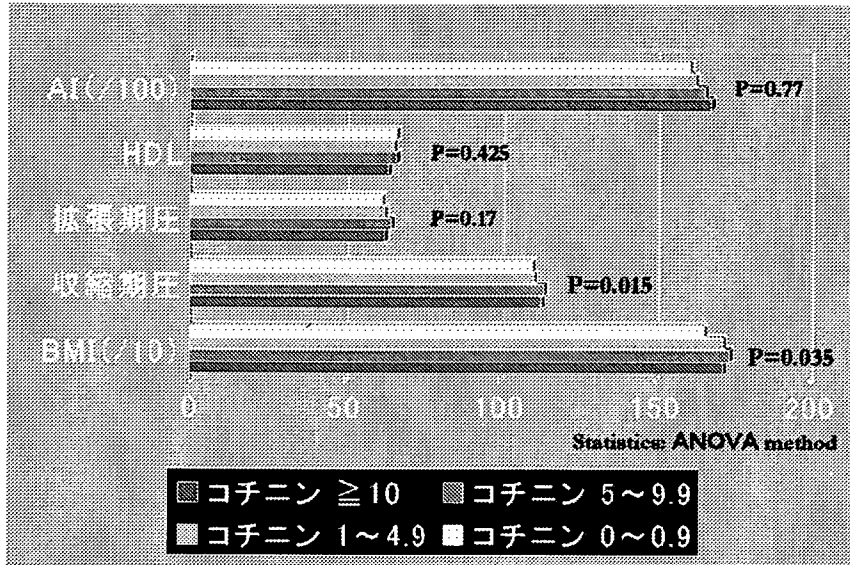 AI(/100)
P=0.77
HDL
P=0.425
拡張期圧
P=0.17
収縮期圧
P=0.015
BMI(/10)
P=0.035
0 50 100 150 200
Statistics: ANOVA method
コチニン ≧10 コチニン 5～9.9
コチニン 1～4.9 コチニン 0～0.9